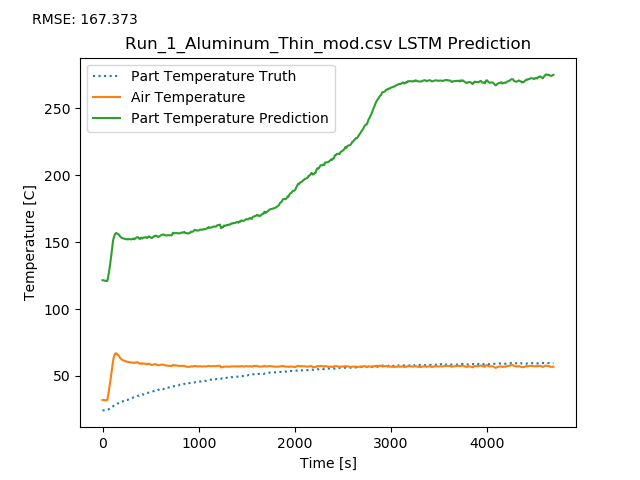 RMSE: 167.373
Run_1_Aluminum_Thin_mod.csv LSTM Prediction
Part Temperature Truth
Air Temperature
Part Temperature Prediction
Temperature [C]
250
200
150
100
50
0 1000 2000 3000 4000
Time [s]